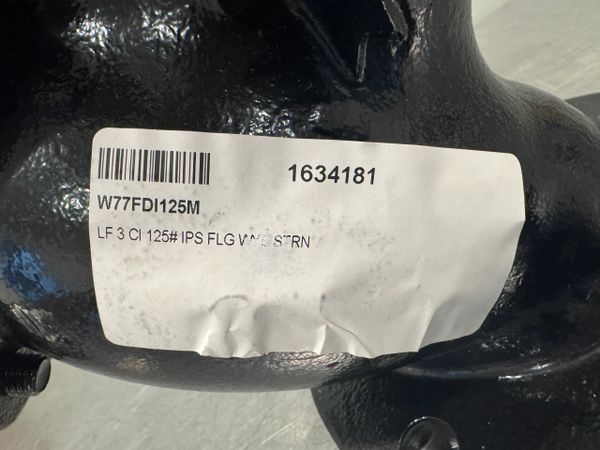 1634181
W77FDI125M
LF 3 CI 125# IPS FLG STRN